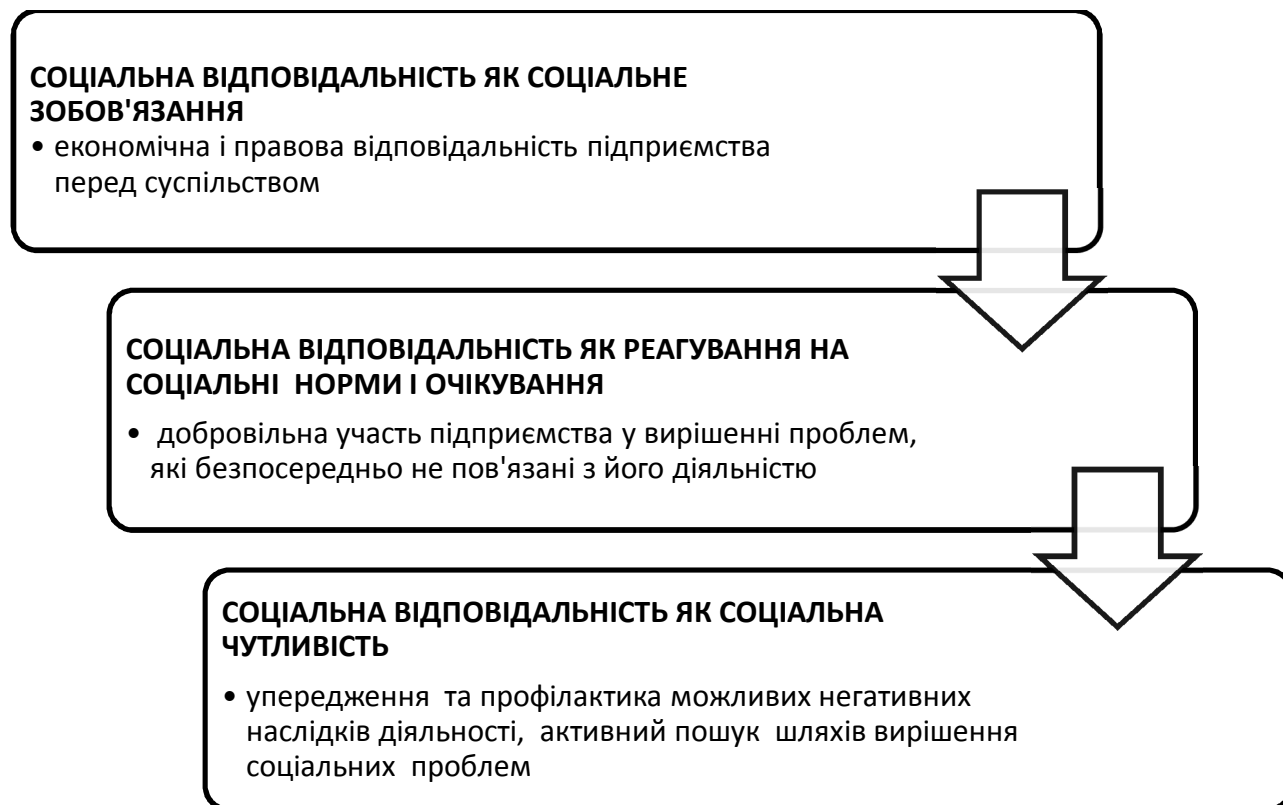 СОЦІАЛЬНА ВІДПОВІДАЛЬНІСТЬ ЯК СОЦІАЛЬНЕ
ЗОБОВ'ЯЗАННЯ
• економічна і правова відповідальність підприємства
перед суспільством
СОЦІАЛЬНА ВІДПОВІДАЛЬНІСТЬ ЯК РЕАГУВАННЯ НА
СОЦІАЛЬНІ НОРМИ І ОЧІКУВАННЯ
• добровільна участь підприємства у вирішенні проблем,
які безпосередньо не пов'язані з його діяльністю
СОЦІАЛЬНА ВІДПОВІДАЛЬНІСТЬ ЯК СОЦІАЛЬНА
ЧУТЛИВІСТЬ
• упередження та профілактика можливих негативних
наслідків діяльності, активний пошук шляхів вирішення
соціальних проблем